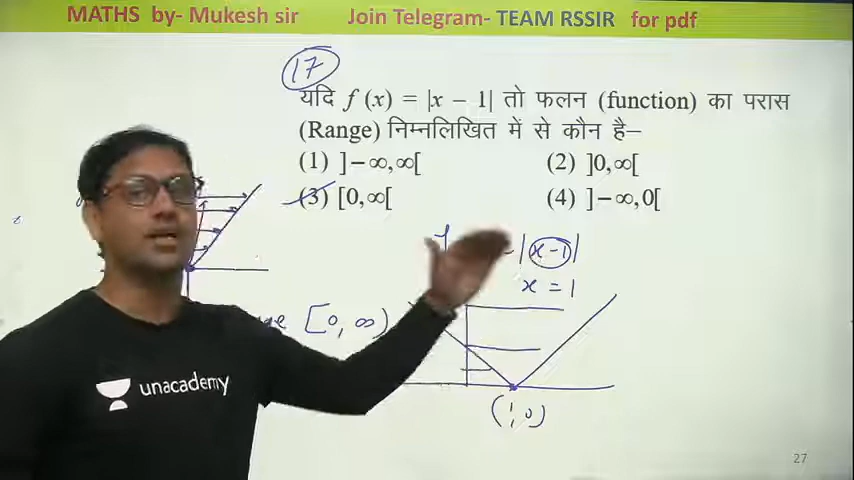 MATHS by- Mukesh sir Join Telegram- TEAM RSSIR for pdf
17
यदि f (x) = |x − 1| तो फलन (function) का परास
(Range) निम्नलिखित में से कौन है–
(1) ]−∞,∞[ (2) ]0,∞[
(3) [0,∞[ (4) ]−∞,0[
|x-1|
x = 1
[0, ∞)
(1,0)
unacademy
27